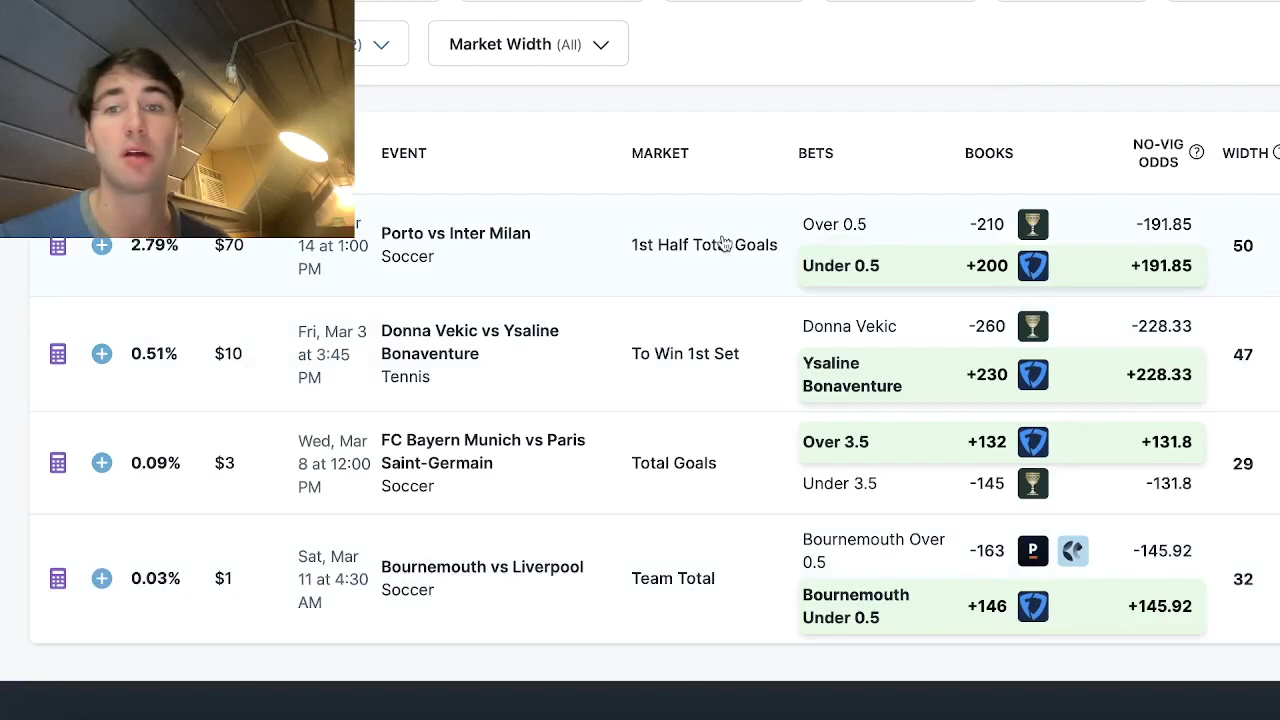 2)
Market Width (All)
EVENT
MARKET
BETS
BOOKS
NO-VIG
ODDS
?
WIDTH
2.79%
$70
14 at 1:00
PM
Porto vs Inter Milan
Soccer
1st Half Total Goals
Over 0.5
-210
-191.85
Under 0.5
+200
+191.85
50
0.51%
$10
Fri, Mar 3
at 3:45
PM
Donna Vekic vs Ysaline
Bonaventure
Tennis
To Win 1st Set
Donna Vekic
-260
-228.33
Ysaline
Bonaventure
+230
+228.33
47
0.09%
$3
Wed, Mar
8 at 12:00
PM
FC Bayern Munich vs Paris
Saint-Germain
Soccer
Total Goals
Over 3.5
+132
+131.8
Under 3.5
-145
-131.8
29
0.03%
$1
Sat, Mar
11 at 4:30
AM
Bournemouth vs Liverpool
Soccer
Team Total
Bournemouth Over
0.5
-163
P
-145.92
Bournemouth
Under 0.5
+146
+145.92
32